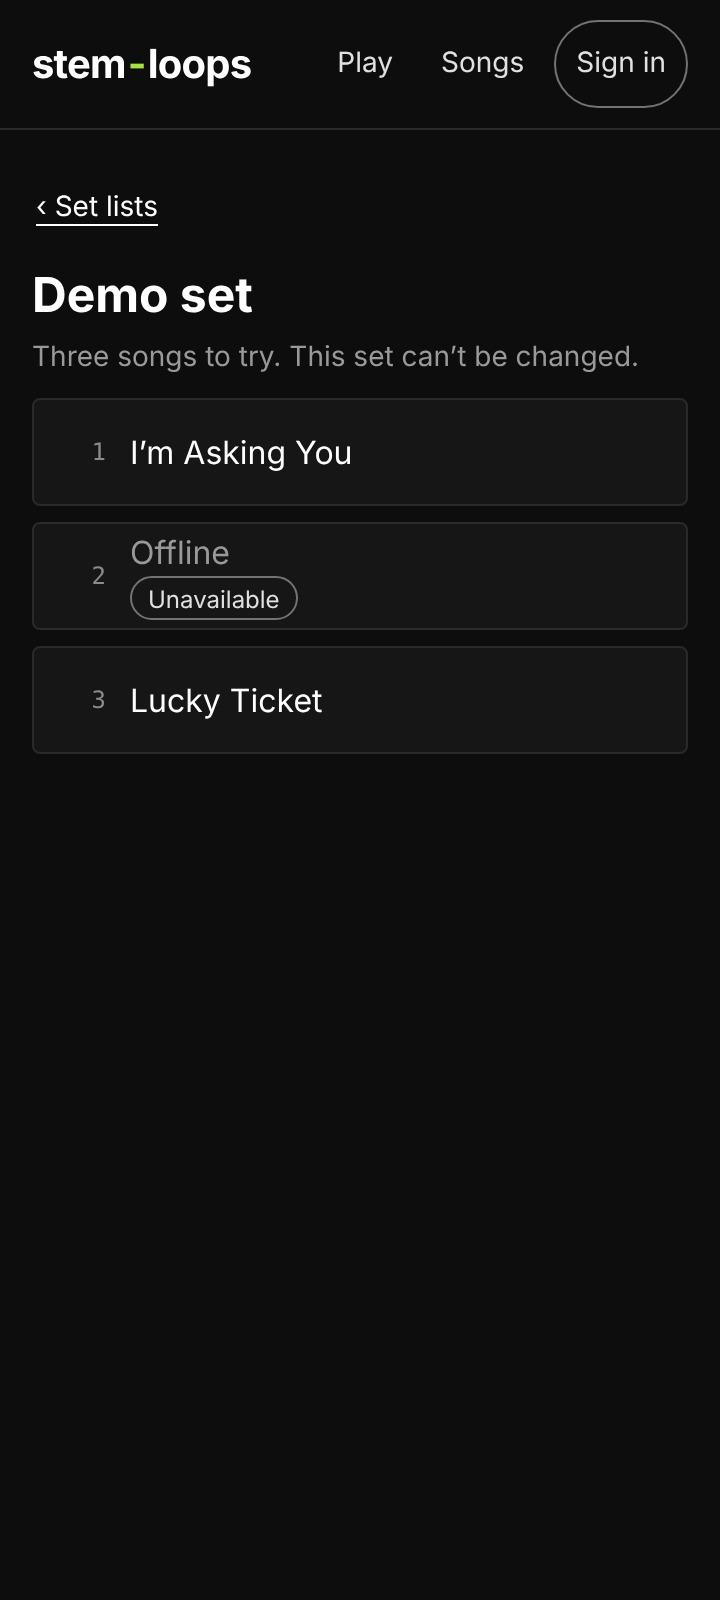 stem-loops
Play
Songs
Sign in
‹ Set lists
Demo set
Three songs to try. This set can’t be changed.
1 I’m Asking You
2 Offline
Unavailable
3 Lucky Ticket